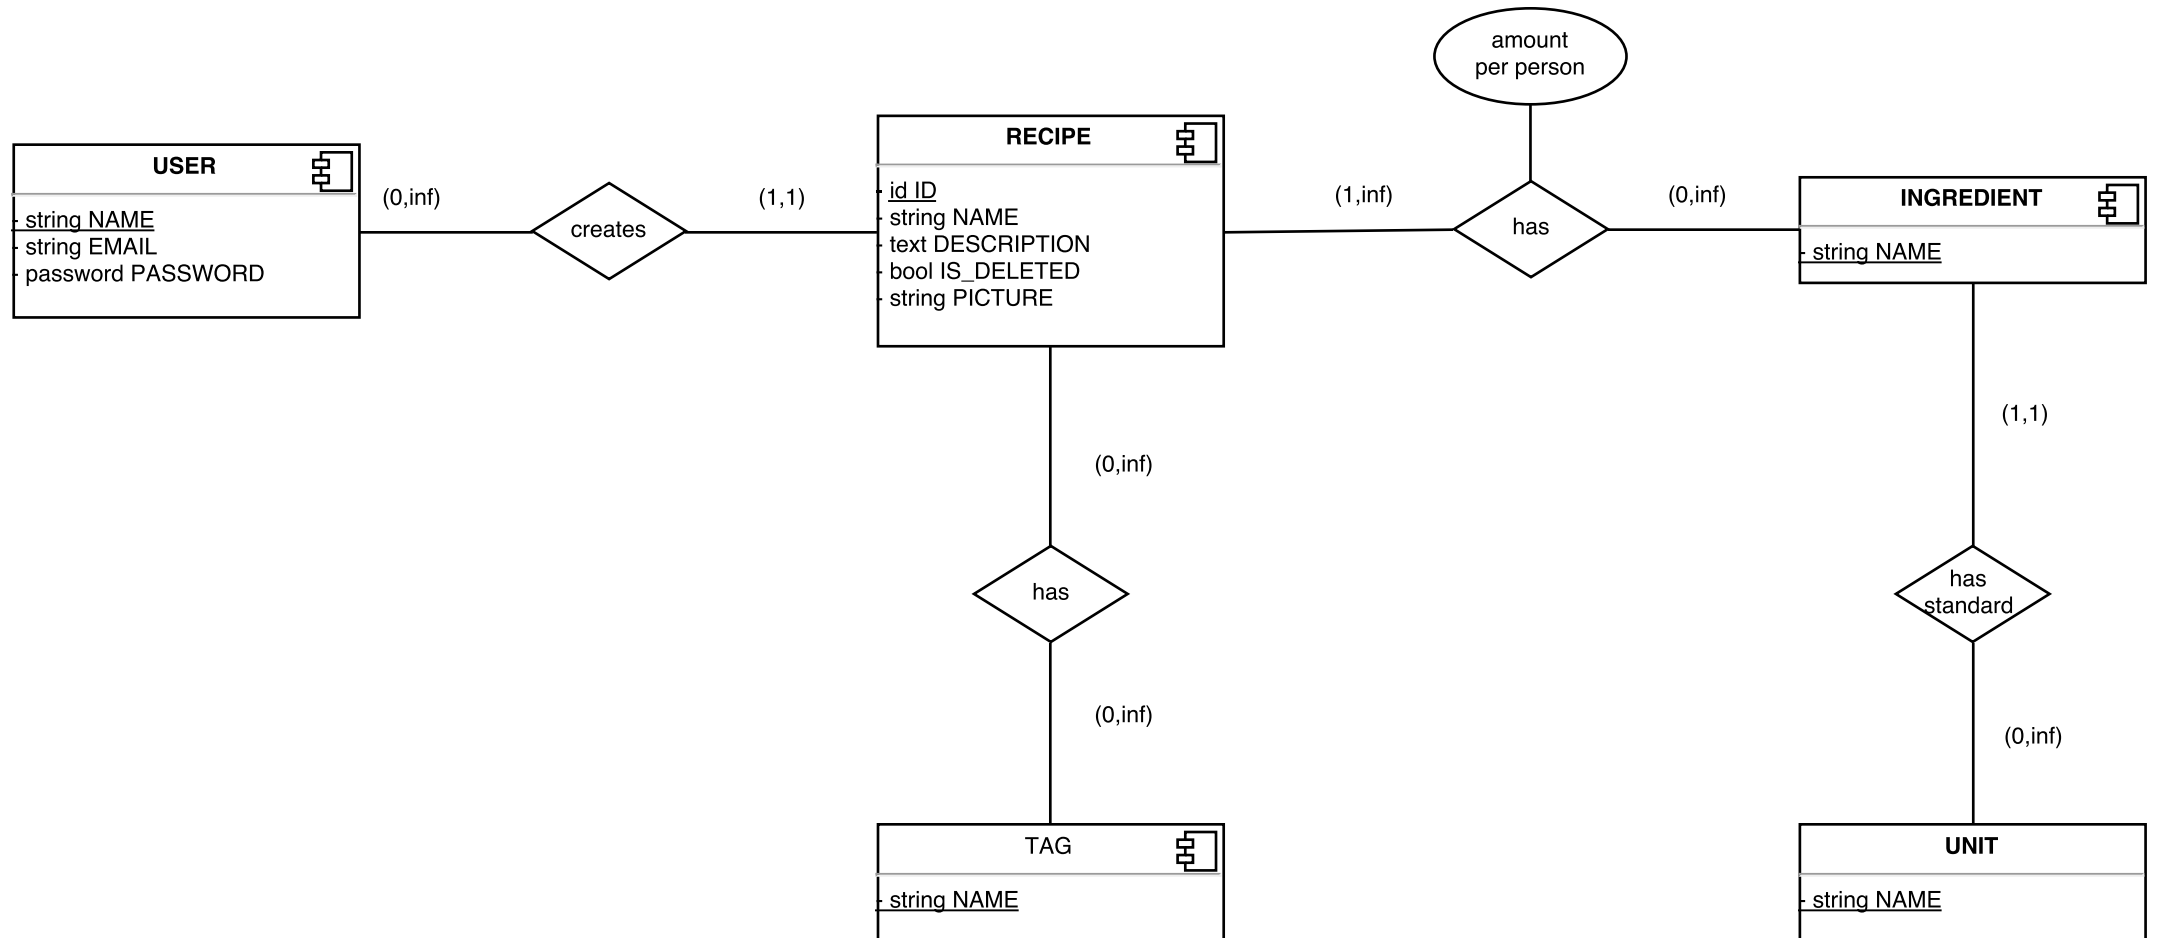 amount
per person
USER
- string NAME
- string EMAIL
- password PASSWORD
(0,inf)
creates
(1,1)
RECIPE
- id ID
- string NAME
- text DESCRIPTION
- bool IS_DELETED
- string PICTURE
(1,inf)
has
(0,inf)
INGREDIENT
- string NAME
(0,inf)
has
(0,inf)
(1,1)
has
standard
(0,inf)
TAG
- string NAME
UNIT
- string NAME